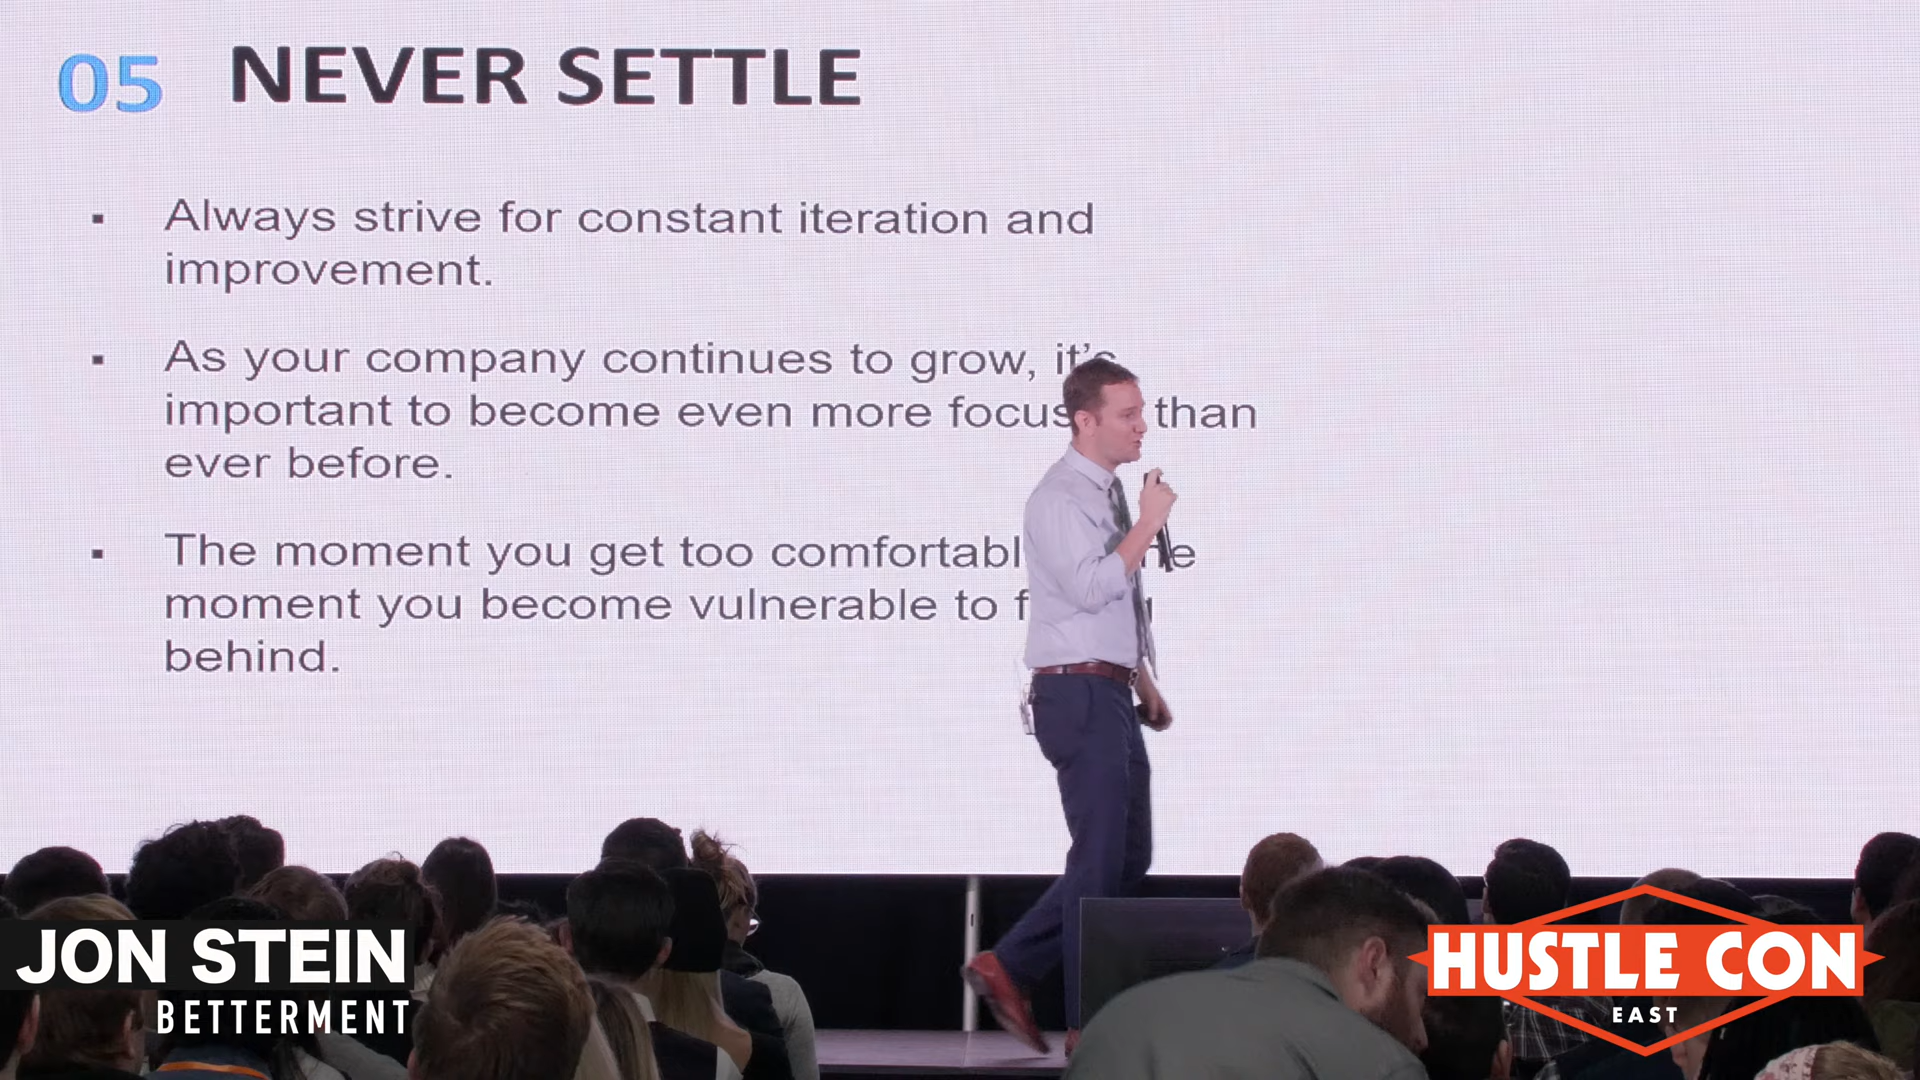 05 NEVER SETTLE
▪ Always strive for constant iteration and
improvement.
▪ As your company continues to grow, it's
important to become even more than
ever before.
▪ The moment you get too
moment you become vulnerable to
behind.
JON STEIN
BETTERMENT
HUSTLE CON
EAST